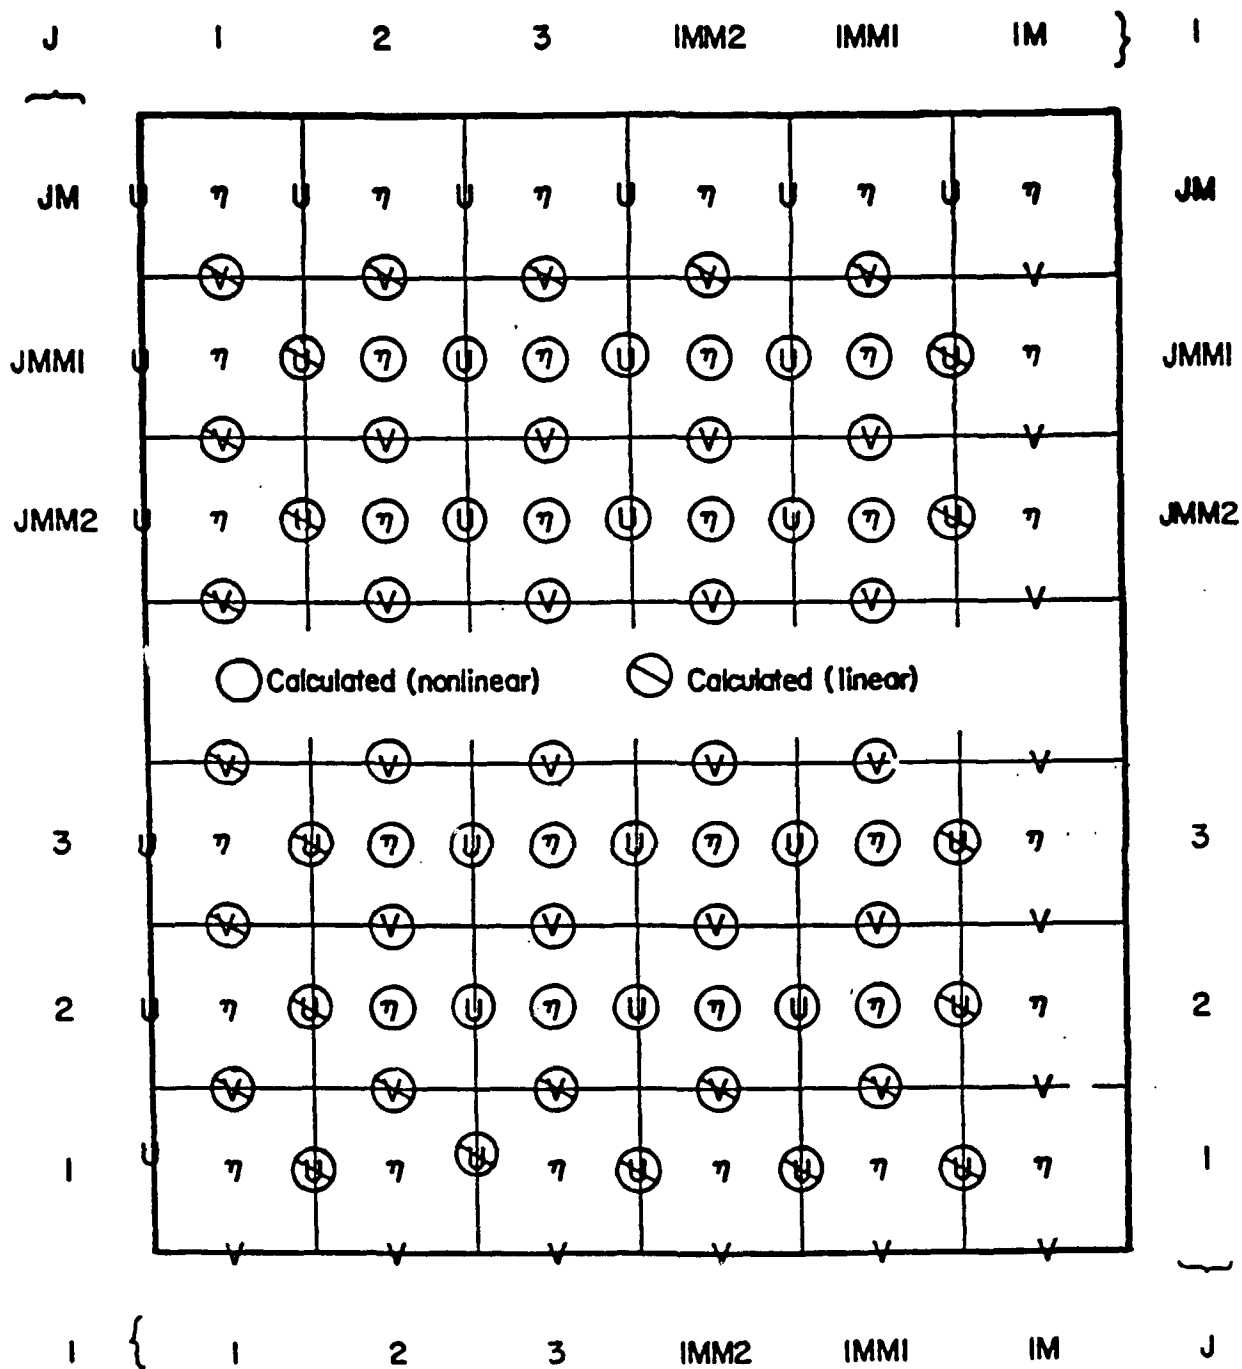 J 1 2 3 IMM2 IMM1 IM } I
JM U η U η U η U η U η U η JM
V V V V V V
JMM1 U η U η U η U η U η U η JMM1
V V V V V V
JMM2 U η U η U η U η U η U η JMM2
V V V V V V
Calculated (nonlinear) Calculated (linear)
V V V V V V
3 U η U η U η U η U η U η 3
V V V V V V
2 U η U η U η U η U η U η 2
V V V V V V
1 U η U η U η U η U η U η 1
V V V V V V
I { 1 2 3 IMM2 IMM1 IM J